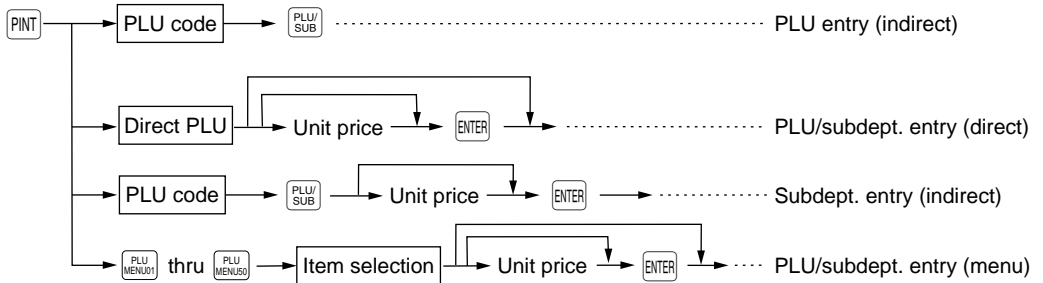 PINT PLU code PLU/SUB PLU entry (indirect)
Direct PLU Unit price ENTER PLU/subdept. entry (direct)
PLU code PLU/SUB Unit price ENTER Subdept. entry (indirect)
PLU MENU01 thru PLU MENU50 Item selection Unit price ENTER PLU/subdept. entry (menu)